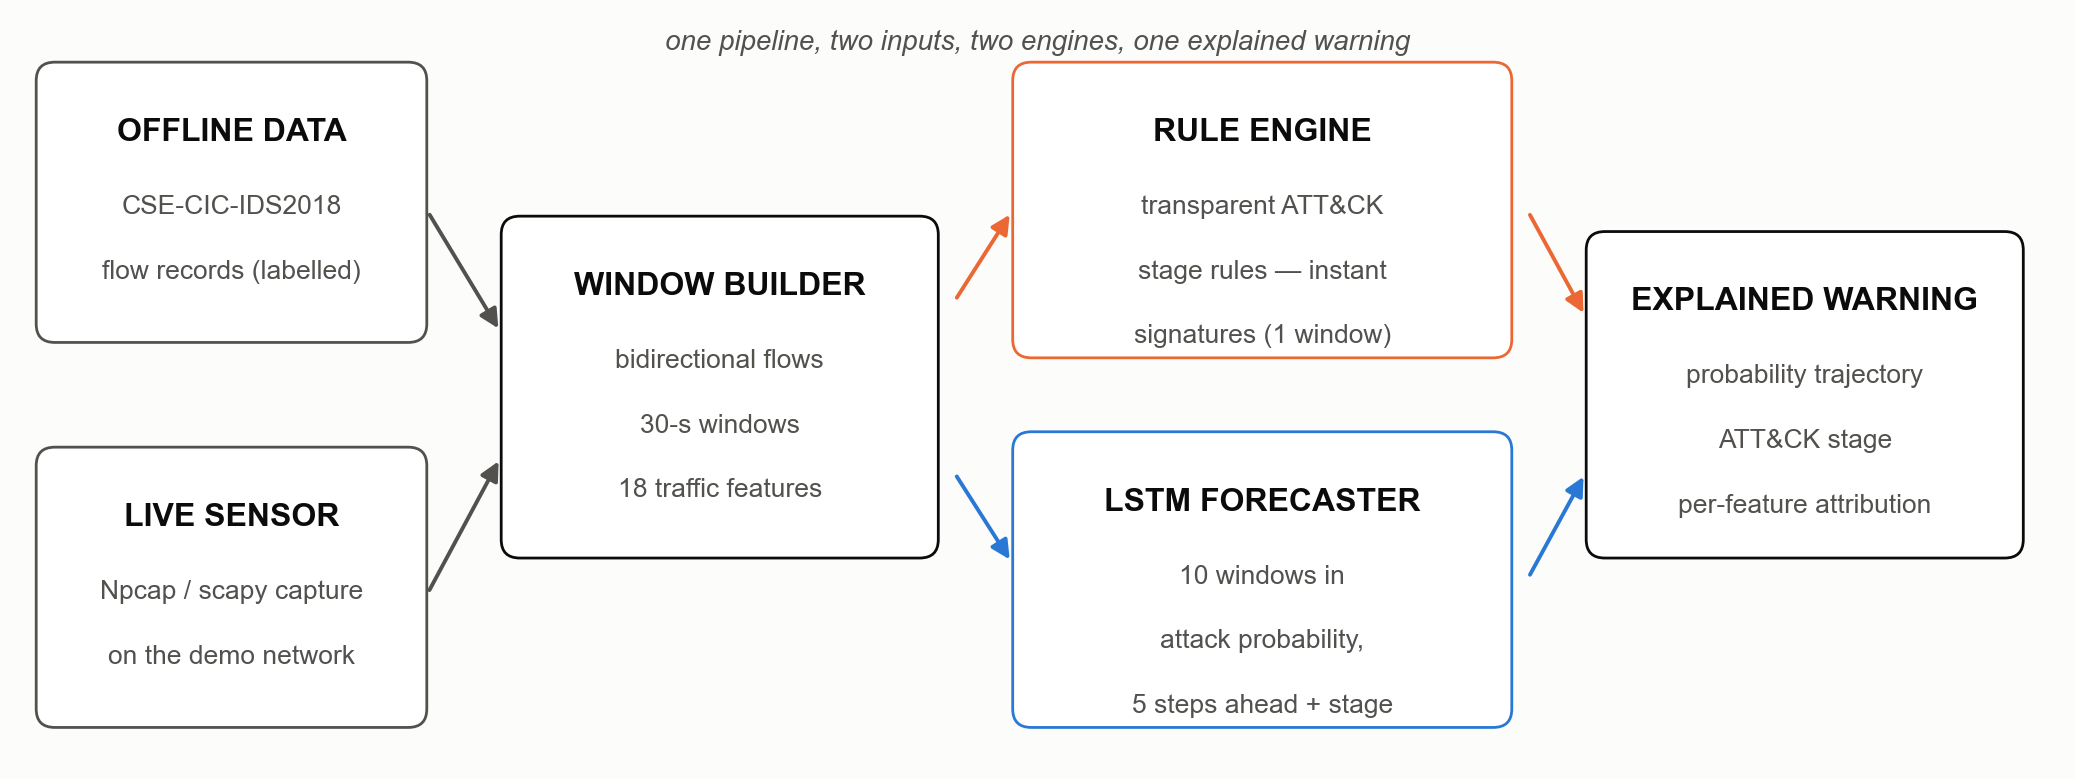 one pipeline, two inputs, two engines, one explained warning
OFFLINE DATA
CSE-CIC-IDS2018
flow records (labelled)
LIVE SENSOR
Npcap / scapy capture
on the demo network
WINDOW BUILDER
bidirectional flows
30-s windows
18 traffic features
RULE ENGINE
transparent ATT&CK
stage rules — instant
signatures (1 window)
LSTM FORECASTER
10 windows in
attack probability,
5 steps ahead + stage
EXPLAINED WARNING
probability trajectory
ATT&CK stage
per-feature attribution